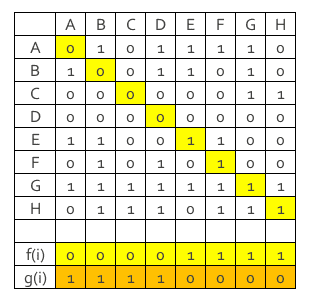 A B C D E F G H
A 0 1 0 1 1 1 1 0
B 1 0 0 1 1 0 1 0
C 0 0 0 0 0 0 1 1
D 0 0 0 0 0 0 0 0
E 1 1 0 0 1 1 0 0
F 0 1 0 1 0 1 0 0
G 1 1 1 1 1 1 1 1
H 0 1 1 1 0 1 1 1
f(i) 0 0 0 0 1 1 1 1
g(i) 1 1 1 1 0 0 0 0